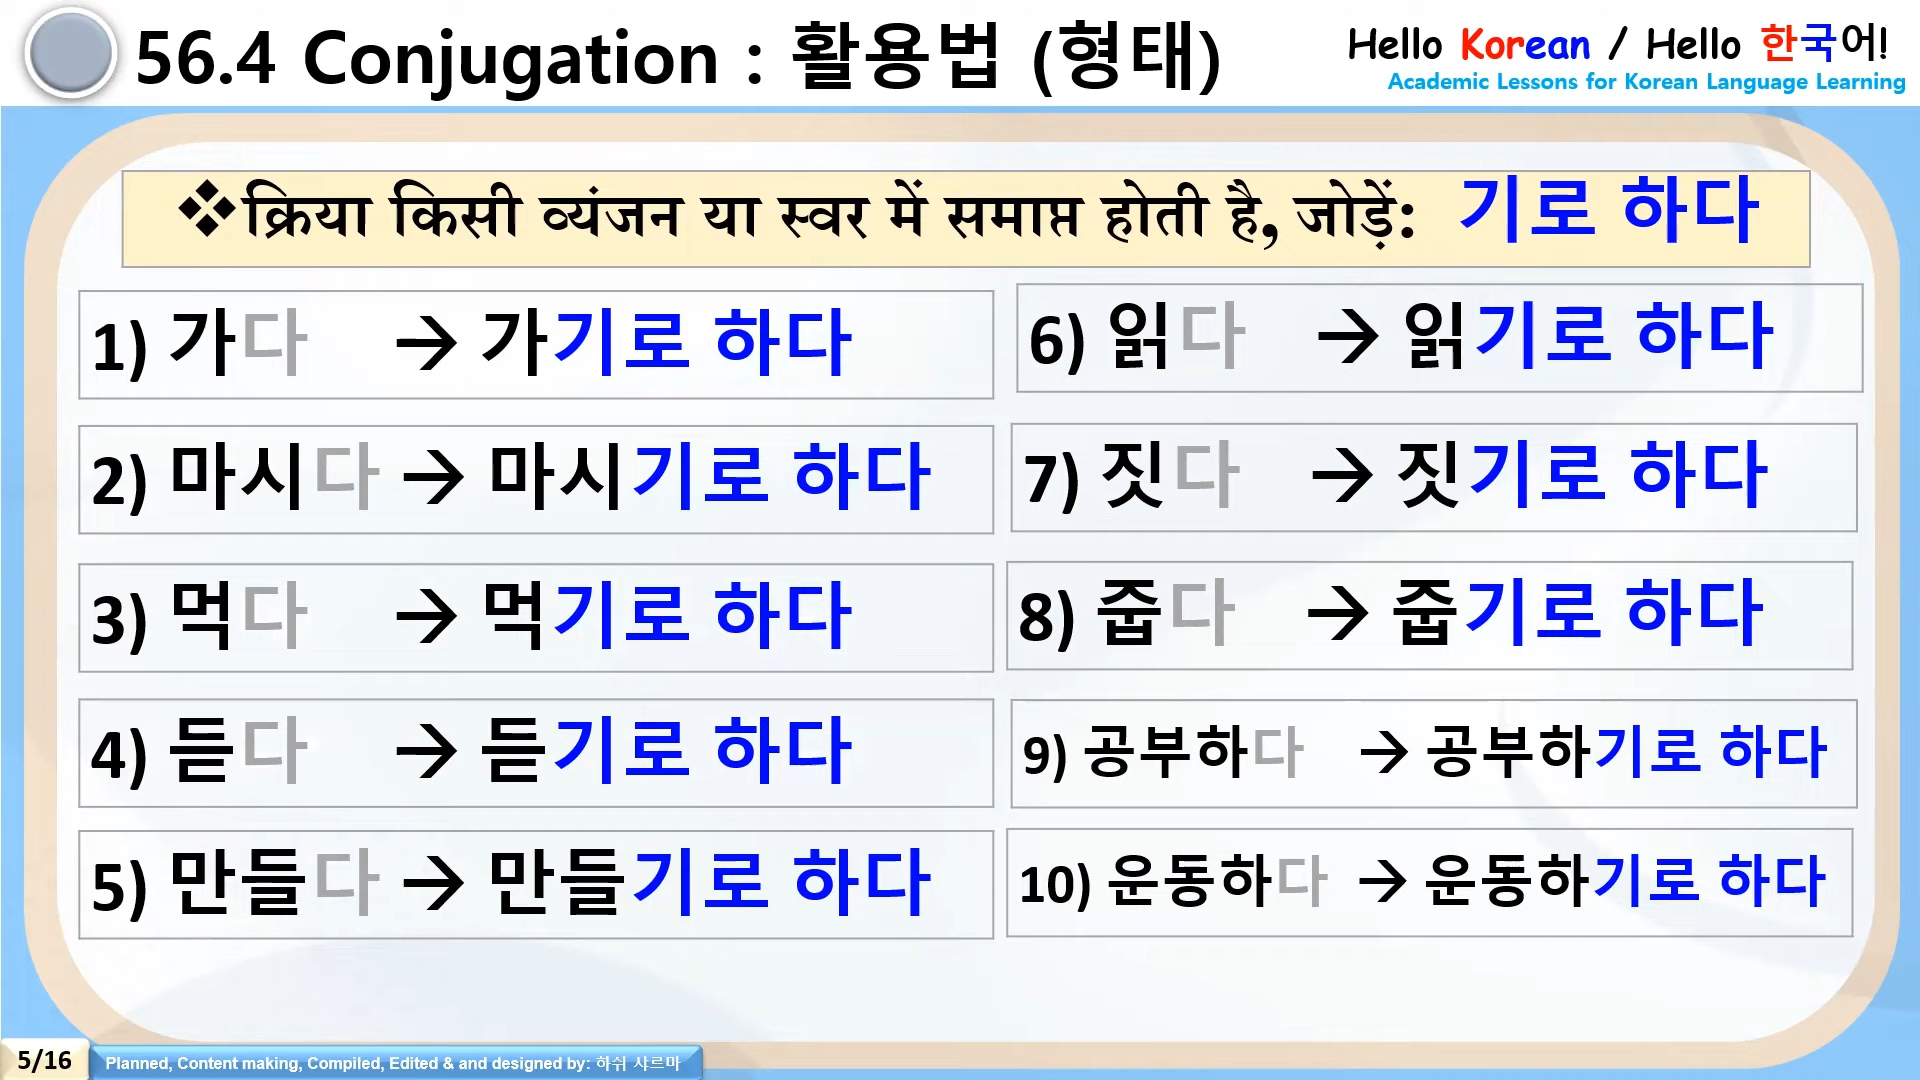 56.4 Conjugation : 활용법 (형태)
Hello Korean / Hello 한국어!
Academic Lessons for Korean Language Learning
❖क्रिया किसी व्यंजन या स्वर में समाप्त होती है, जोड़ें: 기로 하다
1) 가다 → 가기로 하다
2) 마시다 → 마시기로 하다
3) 먹다 → 먹기로 하다
4) 듣다 → 듣기로 하다
5) 만들다 → 만들기로 하다
6) 읽다 → 읽기로 하다
7) 짓다 → 짓기로 하다
8) 줍다 → 줍기로 하다
9) 공부하다 → 공부하기로 하다
10) 운동하다 → 운동하기로 하다
5/16
Planned, Content making, Compiled, Edited & and designed by: 하쉬 샤르마